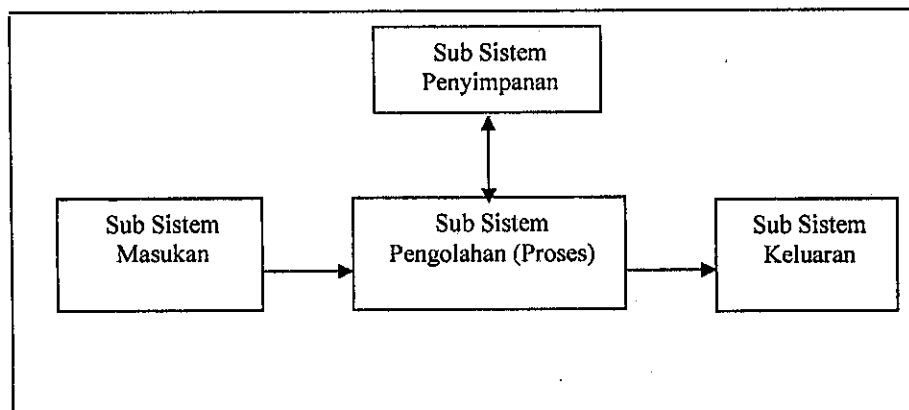 Sub Sistem
Penyimpanan
Sub Sistem
Masukan
Sub Sistem
Pengolahan (Proses)
Sub Sistem
Keluaran